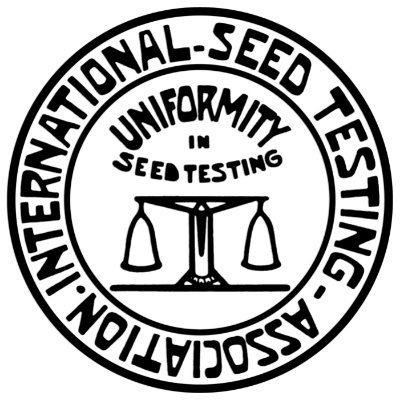 INTERNATIONAL-SEED TESTING-ASSOCIATION.
UNIFORMITY
IN
SEED TESTING